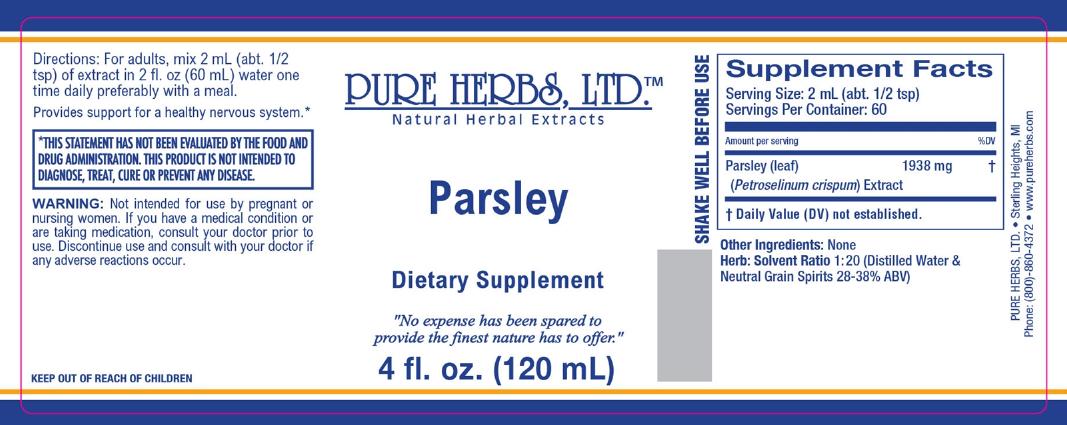 Directions: For adults, mix 2 mL (abt. 1/2
tsp) of extract in 2 fl. oz (60 mL) water one
time daily preferably with a meal.
Provides support for a healthy nervous system.*
*THIS STATEMENT HAS NOT BEEN EVALUATED BY THE FOOD AND
DRUG ADMINISTRATION. THIS PRODUCT IS NOT INTENDED TO
DIAGNOSE, TREAT, CURE OR PREVENT ANY DISEASE.
WARNING: Not intended for use by pregnant or
nursing women. If you have a medical condition or
are taking medication, consult your doctor prior to
use. Discontinue use and consult with your doctor if
any adverse reactions occur.
KEEP OUT OF REACH OF CHILDREN
PURE HERBS, LTD.™
Natural Herbal Extracts
Parsley
Dietary Supplement
"No expense has been spared to
provide the finest nature has to offer."
4 fl. oz. (120 mL)
SHAKE WELL BEFORE USE
Supplement Facts
Serving Size: 2 mL (abt. 1/2 tsp)
Servings Per Container: 60
Amount per serving %DV
Parsley (leaf) 1938 mg †
(Petroselinum crispum) Extract
† Daily Value (DV) not established.
Other Ingredients: None
Herb: Solvent Ratio 1:20 (Distilled Water &
Neutral Grain Spirits 28-38% ABV)
PURE HERBS, LTD. • Sterling Heights, MI
Phone: (800)-860-4372 • www.pureherbs.com